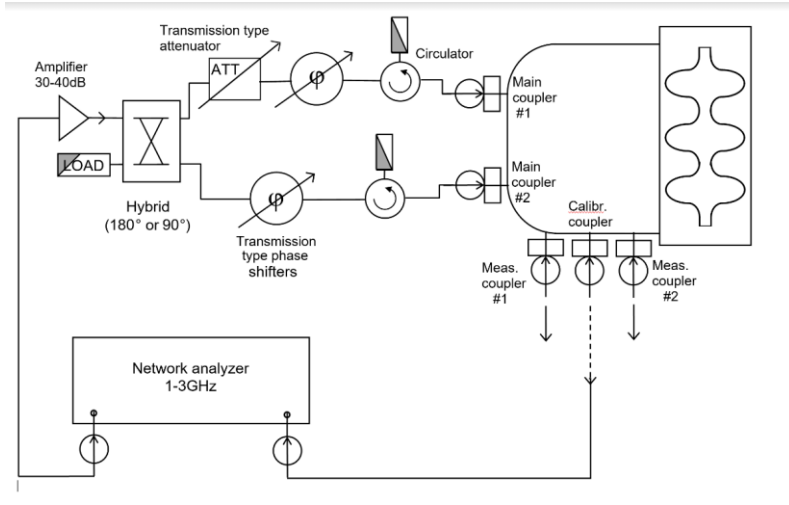 Transmission type
attenuator
Amplifier
30-40dB
ATT
φ
Circulator
Main
coupler
#1
LOAD
Hybrid
(180° or 90°)
φ
Transmission
type phase
shifters
Main
coupler
#2
Calibr.
coupler
Meas.
coupler
#1
Meas.
coupler
#2
Network analyzer
1-3GHz